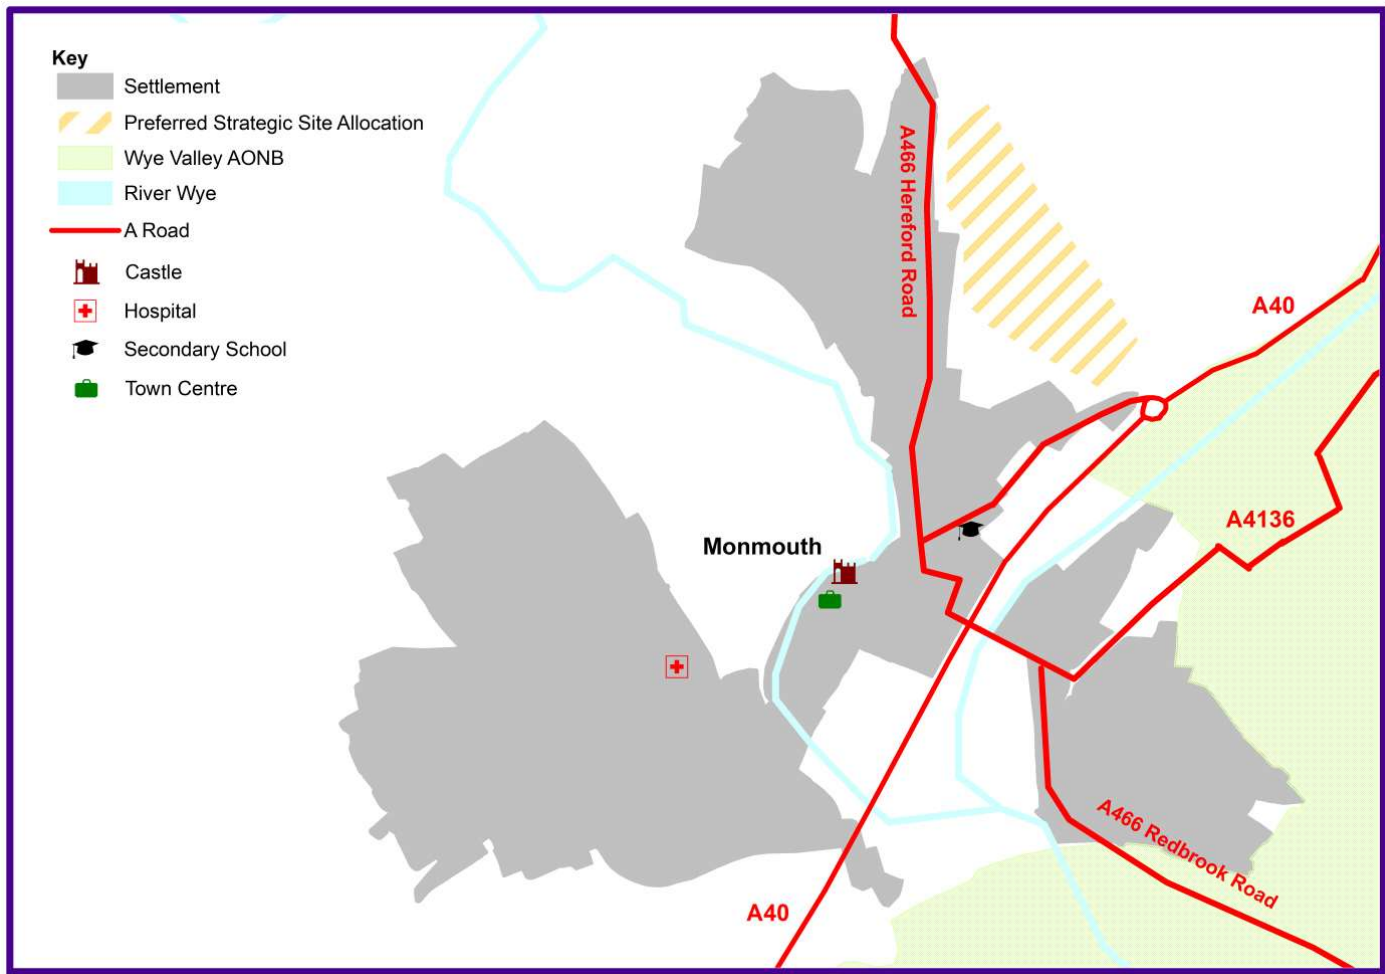 Key
Settlement
Preferred Strategic Site Allocation
Wye Valley AONB
River Wye
A Road
Castle
Hospital
Secondary School
Town Centre
A466 Hereford Road
A40
A4136
Monmouth
A466 Redbrook Road
A40